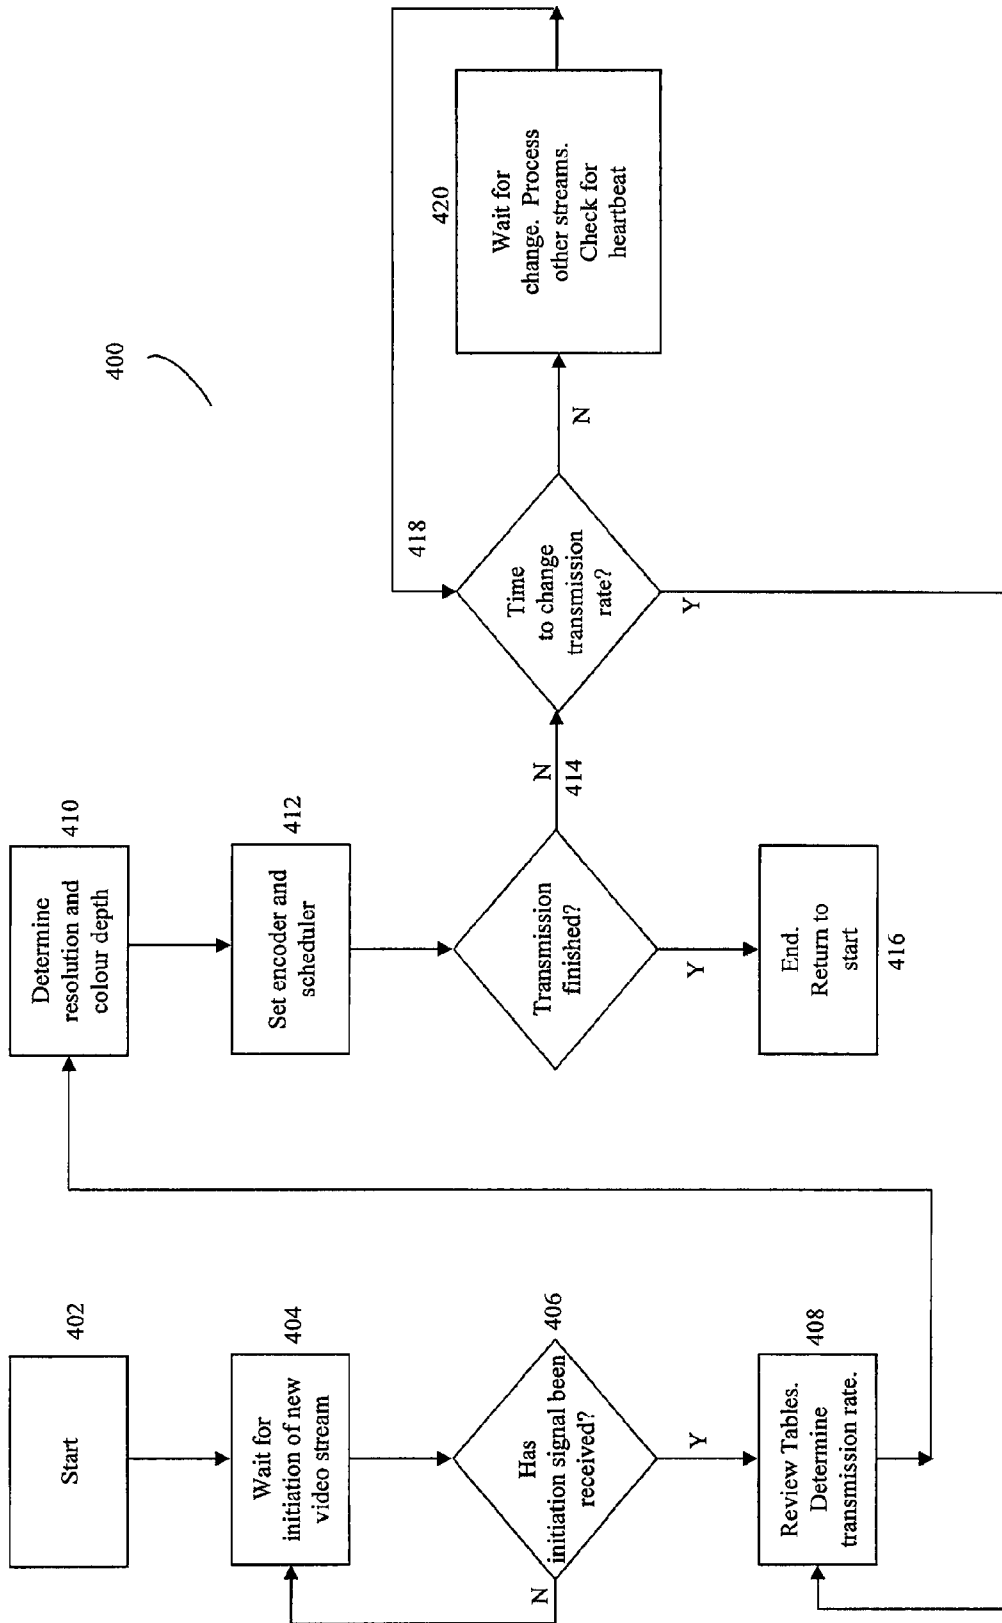 400
402
Start
404
Wait for
initiation of new
video stream
406
Has
initiation signal been
received?
N
Y
408
Review Tables.
Determine
transmission rate.
410
Determine
resolution and
colour depth
412
Set encoder and
scheduler
Transmission
finished?
N
414
Y
End.
Return to
start
416
418
Time
to change
transmission
rate?
N
Y
420
Wait for
change. Process
other streams.
Check for
heartbeat